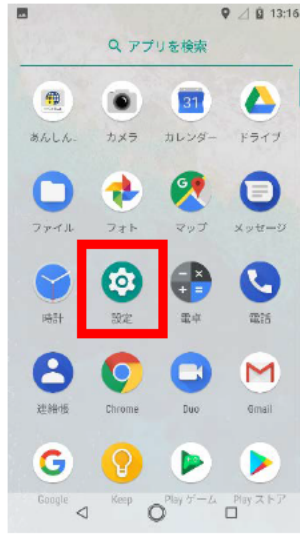 13:16
アプリを検索
あんしん.
カメラ
カレンダー
ドライブ
31
ファイル
フォト
マップ
メッセージ
時計
設定
電卓
電話
連絡帳
Chrome
Duo
Gmail
Google
Keep
Play ゲーム
Play ストア